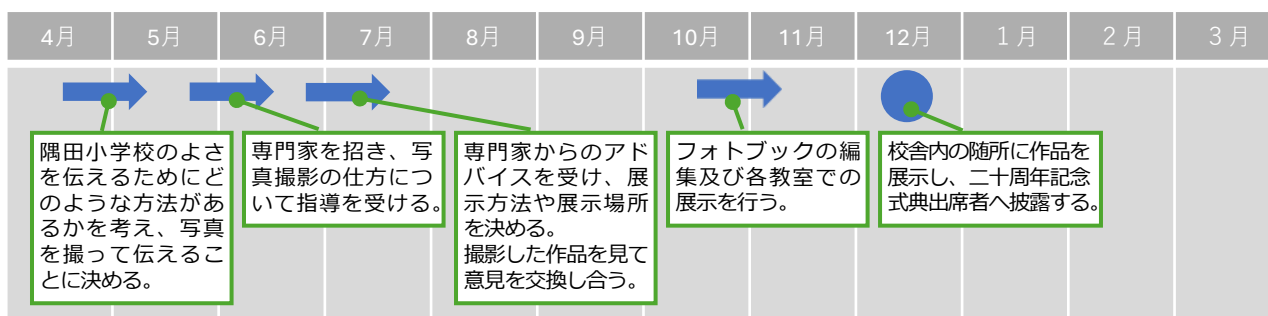 4月 5月 6月 7月 8月 9月 10月 11月 12月 1月 2月 3月
隅田小学校のよさ
を伝えるためにど
のような方法があ
るかを考え、写真
を撮って伝えるこ
とに決める。
専門家を招き、写
真撮影の仕方につ
いて指導を受ける。
専門家からのアド
バイスを受け、展
示方法や展示場所
を決める。
撮影した作品を見て
意見を交換し合う。
フォトブックの編
集及び各教室での
展示を行う。
校舎内の随所に作品を
展示し、二十周年記念
式典出席者へ披露する。